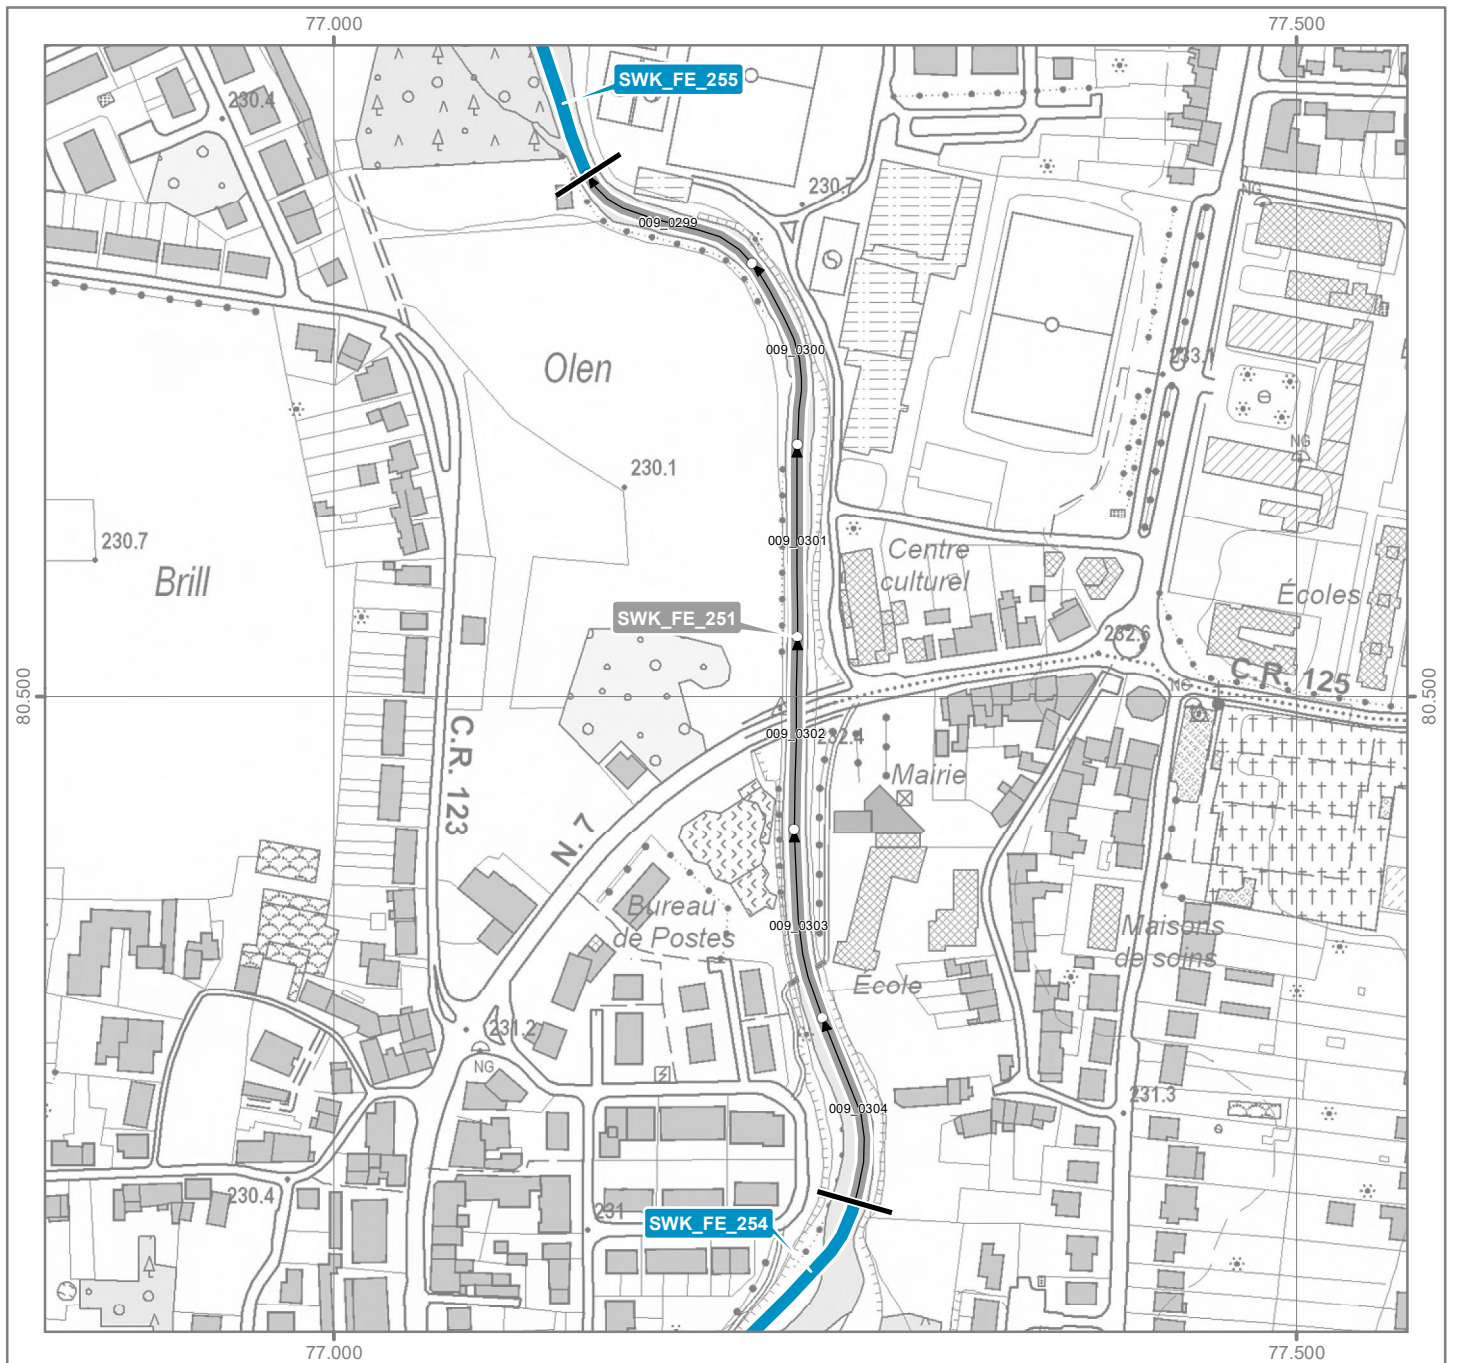 77.000
77.500
SWK_FE_255
230.4
230.7
NG
009_0299
009_0300
233.1
Olen
NG
230.1
230.7
009_0301
Centre
culturel
Brill
Écoles
SWK_FE_251
232.6
C.R. 125
NG
80.500
80.500
009_0302
232.4
C.R. 123
Mairie
N. 7
Bureau
de Postes
009_0303
Maisons
de soins
École
231.2
NG
231.3
009_0304
230.4
231
SWK_FE_254
77.000
77.500